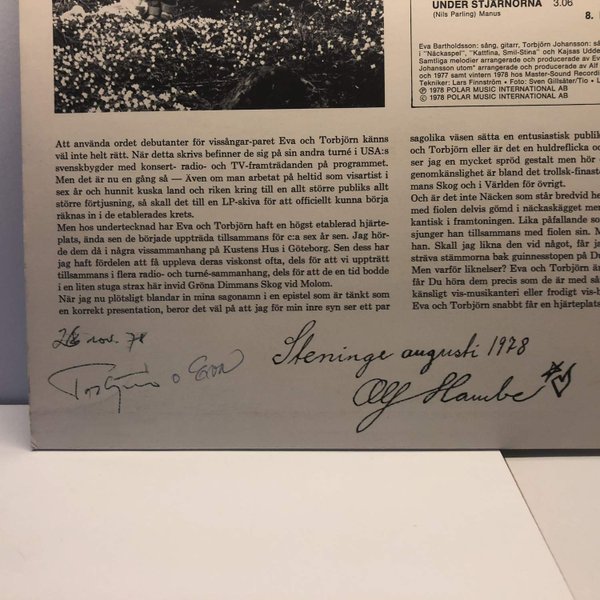 UNDER STJÄRNORNA 3.06
(Nils Parling) Manus
8.
Eva Bartholdsson: sång, gitarr, Torbjörn Johansson: sån
i "Näckaspel", "Kattfina, Smil-Stina" och Kajsas Udde
Samtliga melodier arrangerade och producerade av Ev
Johansson utom* arrangerade och producerade av Alf
och 1977 samt vintern 1978 hos Master-Sound Recordin
Tekniker: Lars Finnström • Foto: Sven Gillsäter/Tio • L
Ⓟ 1978 POLAR MUSIC INTERNATIONAL AB
© 1978 POLAR MUSIC INTERNATIONAL AB
Att använda ordet debutanter för vissångar-paret Eva och Torbjörn känns
väl inte helt rätt. När detta skrivs befinner de sig på sin andra turné i USA:s
svenskbygder med konsert- radio- och TV-framträdanden på programmet.
Men det är nu en gång så — Även om man arbetat på heltid som visartist i
sex år och hunnit kuska land och riken kring till en allt större publiks allt
större förtjusning, så skall det till en LP-skiva för att officiellt kunna börja
räknas in i de etablerades krets.
Men hos undertecknad har Eva och Torbjörn haft en högst etablerad hjärte-
plats, ända sen de började uppträda tillsammans för c:a sex år sen. Jag hör-
de dem då i några vissammanhang på Kustens Hus i Göteborg. Sen dess har
jag haft fördelen att få uppleva deras viskonst ofta, dels för att vi uppträtt
tillsammans i flera radio- och turné-sammanhang, dels för att de en tid bodde
i en liten stuga strax här invid Gröna Dimmans Skog vid Molom.
När jag nu plötsligt blandar in mina sagonamn i en epistel som är tänkt som
en korrekt presentation, beror det väl på att jag för min inre syn ser ett par
sagolika väsen sätta en entusiastisk publik
och Torbjörn eller är det en huldreflicka oc
ser jag en mycket spröd gestalt men hör
genomkänslighet är bland det trollsk-finast
mans Skog och i Världen för övrigt.
Och är det inte Näcken som står bredvid he
med fiolen delvis gömd i näckaskägget mer
kantisk i framtoningen. Lika påfallande so
sjunger han tillsammans med fiolen sin. M
han. Skall jag likna den vid något, får ja
sträva stämmorna bak guinnesstopen på Du
Men varför liknelser? Eva och Torbjörn är
får Du höra dem precis som de är med så
känsligt vis-musikanteri eller frodigt vis-b
Eva och Torbjörn snabbt får en hjärteplats
nov. 78
Torbjörn o Eva
Steninge augusti 1978
Alf Hambe